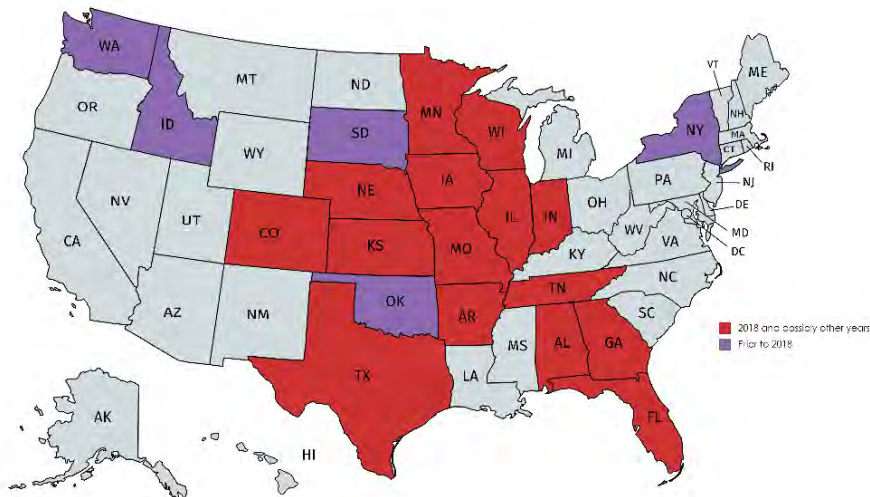 WA
MT
ND
MN
VT
ME
OR
ID
SD
WI
NY
NH
MA
CT
RI
WY
MI
NE
IA
PA
NJ
NV
UT
CO
IL
IN
OH
DE
CA
KS
MO
WV
MD
KY
VA
DC
AZ
NM
OK
AR
TN
NC
SC
MS
AL
GA
TX
LA
FL
AK
HI
2018 and possibly other years
Prior to 2018